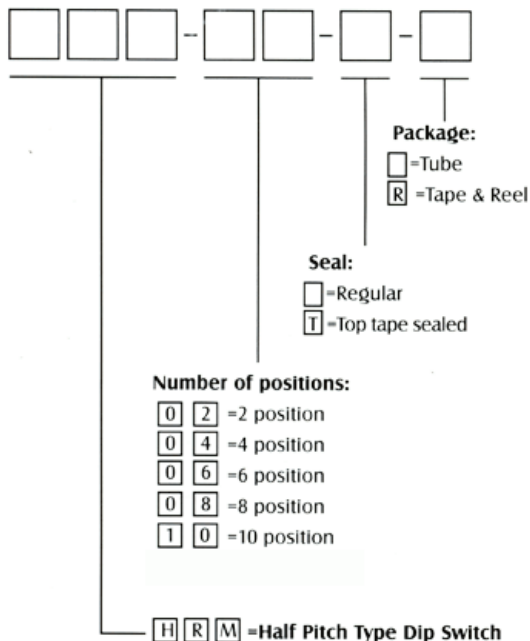 Package:
=Tube
R =Tape & Reel
Seal:
=Regular
T =Top tape sealed
Number of positions:
0 2 =2 position
0 4 =4 position
0 6 =6 position
0 8 =8 position
1 0 =10 position
H R M =Half Pitch Type Dip Switch